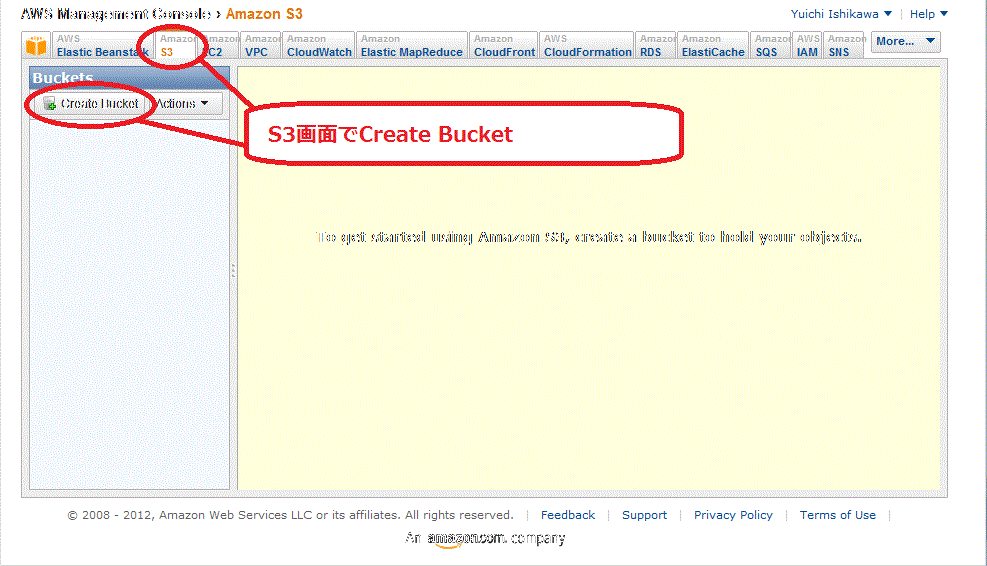 AWS Management Console › Amazon S3
Yuichi Ishikawa | Help
AWS Elastic Beanstalk
Amazon S3
Amazon EC2
Amazon VPC
Amazon CloudWatch
Amazon Elastic MapReduce
Amazon CloudFront
AWS CloudFormation
Amazon RDS
Amazon ElastiCache
Amazon SQS
AWS IAM
Amazon SNS
More...
Buckets
Create Bucket
Actions
S3画面でCreate Bucket
To get started using Amazon S3, create a bucket to hold your objects.
© 2008 - 2012, Amazon Web Services LLC or its affiliates. All rights reserved. | Feedback | Support | Privacy Policy | Terms of Use |
An amazon.com. company